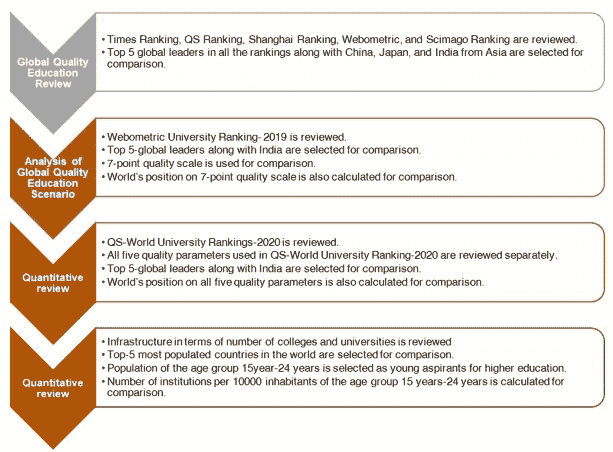 Global Quality
Education
Review
• Times Ranking, QS Ranking, Shanghai Ranking, Webometric, and Scimago Ranking are reviewed.
• Top 5 global leaders in all the rankings along with China, Japan, and India from Asia are selected for
comparison.
Analysis of
Global Quality
Education
Scenario
• Webometric University Ranking- 2019 is reviewed.
• Top 5-global leaders along with India are selected for comparison.
• 7-point quality scale is used for comparison.
• World's position on 7-point quality scale is also calculated for comparison.
Quantitative
review
• QS-World University Rankings-2020 is reviewed.
• All five quality parameters used in QS-World University Ranking-2020 are reviewed separately.
• Top 5-global leaders along with India are selected for comparison.
• World's position on all five quality parameters is also calculated for comparison.
Quantitative
review
• Infrastructure in terms of number of colleges and universities is reviewed
• Top-5 most populated countries in the world are selected for comparison.
• Population of the age group 15year-24 years is selected as young aspirants for higher education.
• Number of institutions per 10000 inhabitants of the age group 15 years-24 years is calculated for
comparison.